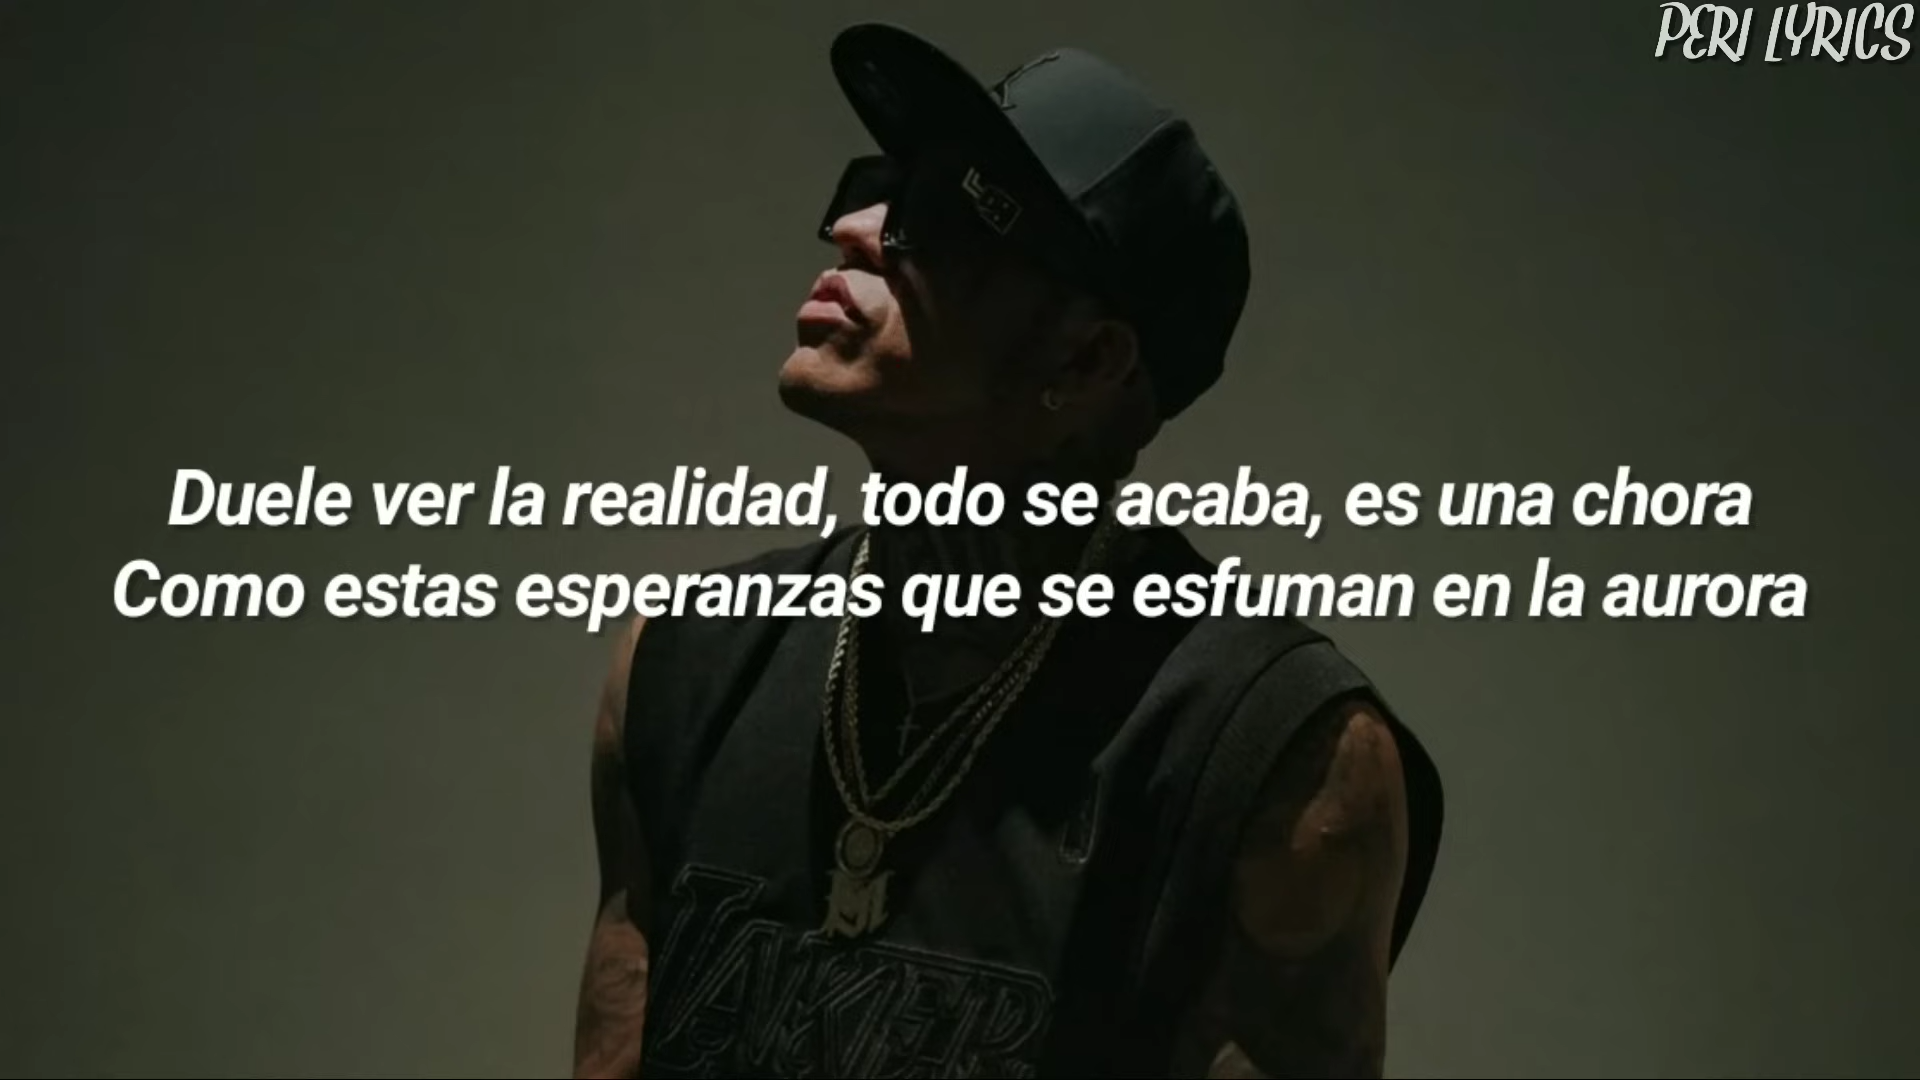 PERI LYRICS
Duele ver la realidad, todo se acaba, es una chora
Como estas esperanzas que se esfuman en la aurora
LAKER